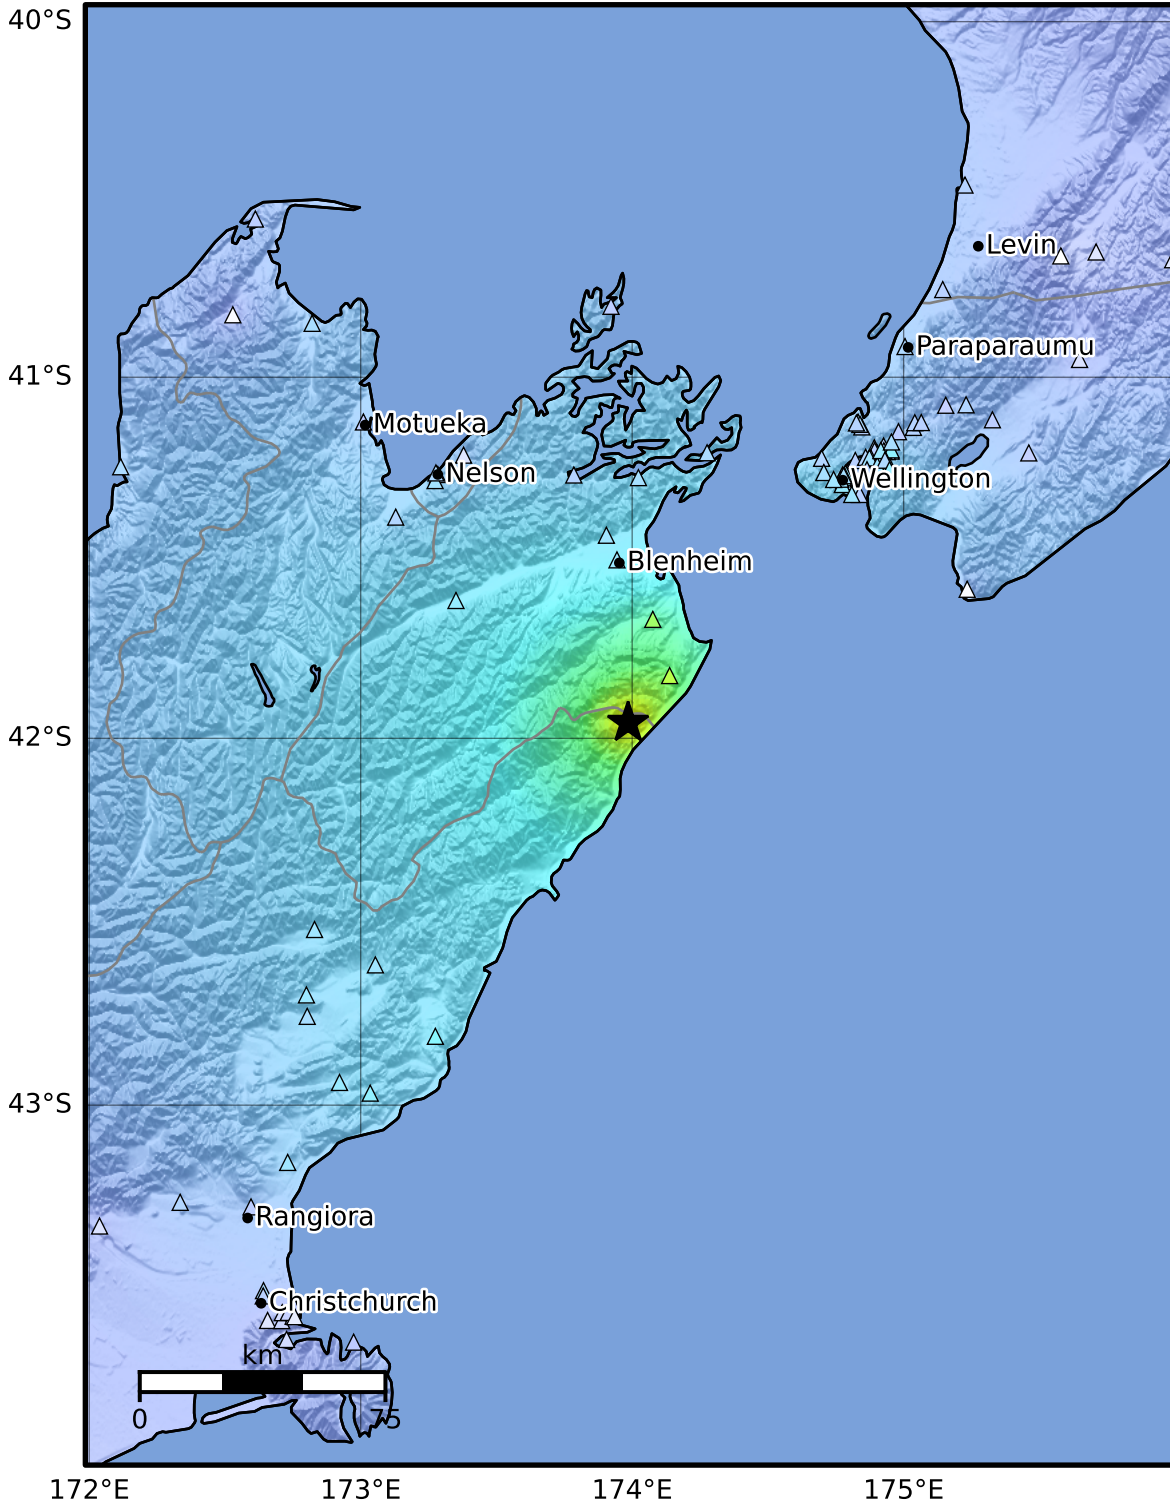 40°S
Levin
Paraparaumu
41°S
Motueka
Nelson
Wellington
Blenheim
42°S
43°S
Rangiora
Christchurch
km
0 75
172°E 173°E 174°E 175°E